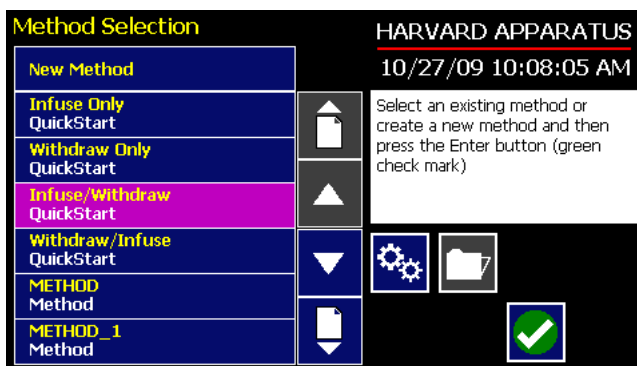 Method Selection
New Method
Infuse Only
QuickStart
Withdraw Only
QuickStart
Infuse/Withdraw
QuickStart
Withdraw/Infuse
QuickStart
METHOD
Method
METHOD_1
Method
HARVARD APPARATUS
10/27/09 10:08:05 AM
Select an existing method or
create a new method and then
press the Enter button (green
check mark)